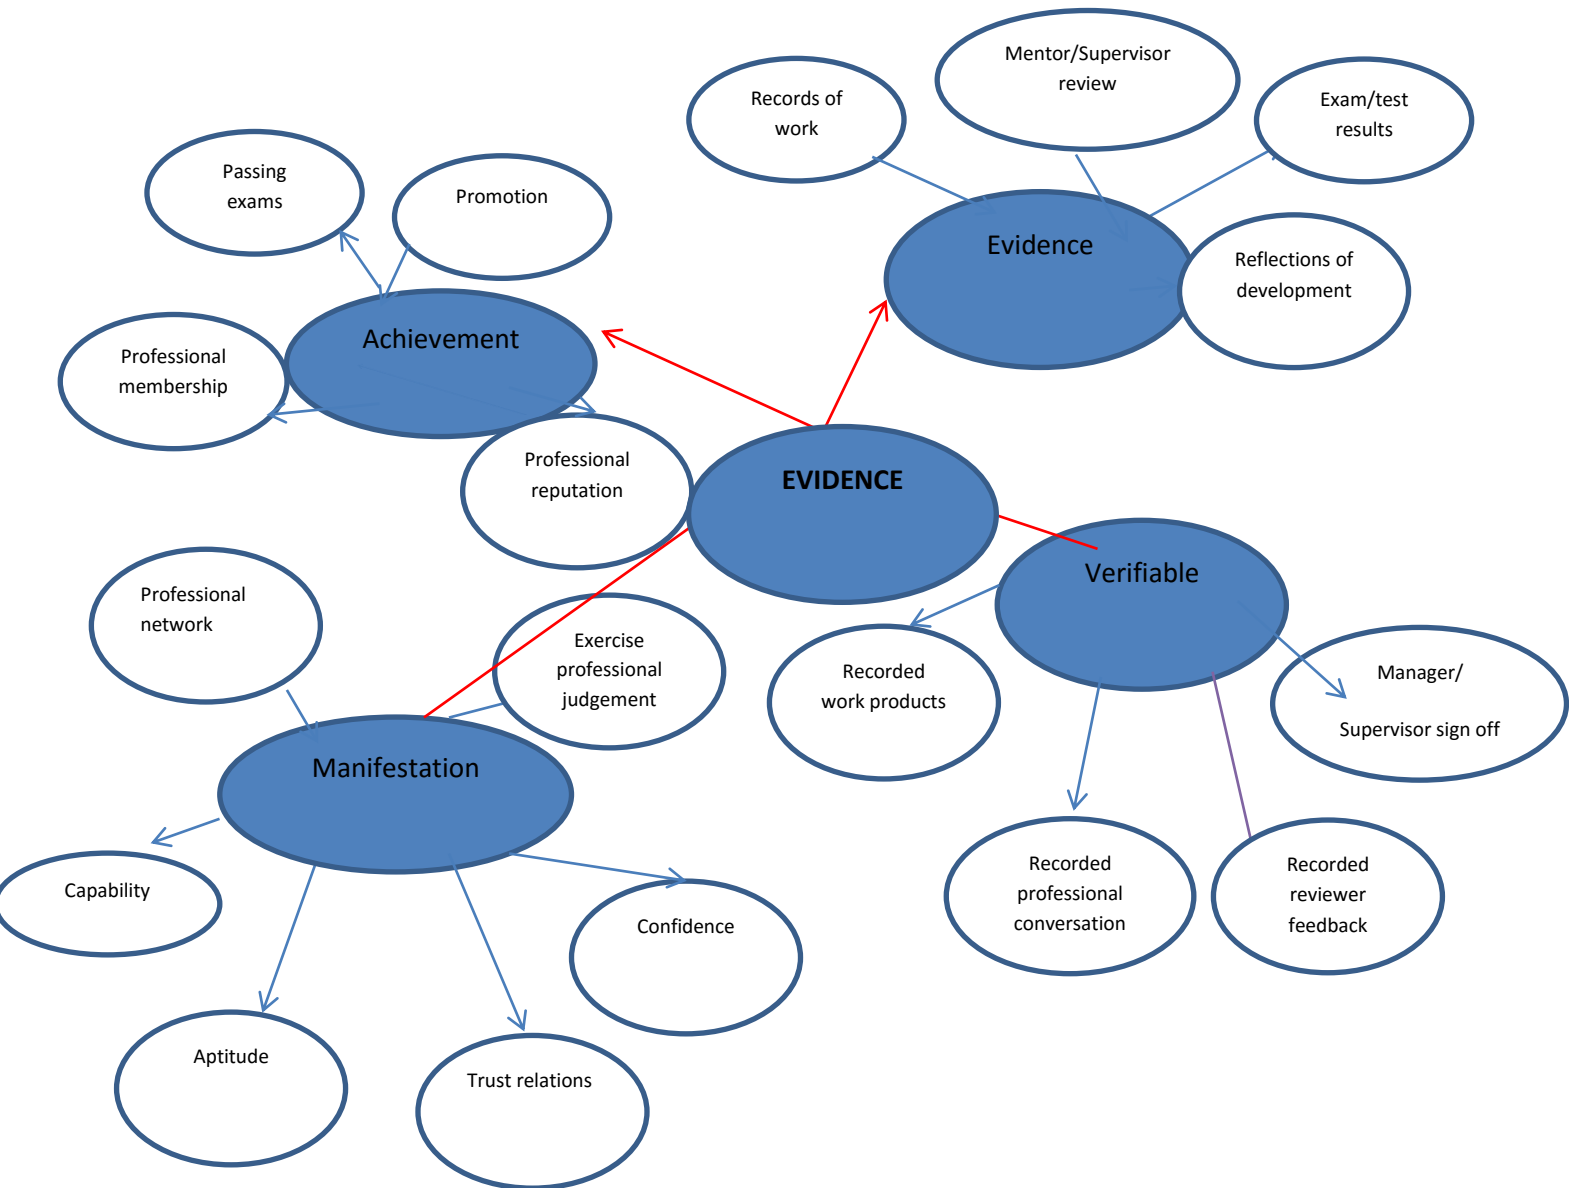 Mentor/Supervisor
review
Records of
work
Exam/test
results
Passing
exams
Promotion
Evidence
Reflections of
development
Achievement
Professional
membership
Professional
reputation
EVIDENCE
Verifiable
Professional
network
Exercise
professional
judgement
Recorded
work products
Manager/
Supervisor sign off
Manifestation
Capability
Confidence
Recorded
professional
conversation
Recorded
reviewer
feedback
Aptitude
Trust relations